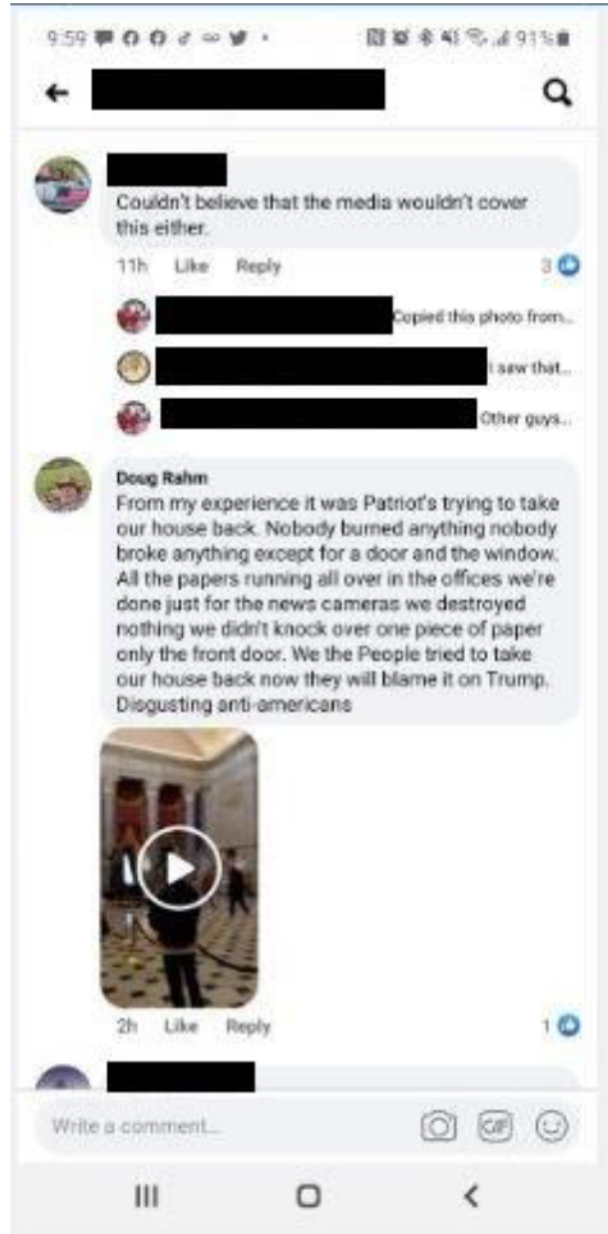 9:59
91%
Couldn't believe that the media wouldn't cover
this either.
11h Like Reply 3
Copied this photo from...
I saw that...
Other guys...
Doug Rahm
From my experience it was Patriot's trying to take
our house back. Nobody burned anything nobody
broke anything except for a door and the window.
All the papers running all over in the offices we're
done just for the news cameras we destroyed
nothing we didn't knock over one piece of paper
only the front door. We the People tried to take
our house back now they will blame it on Trump.
Disgusting anti-americans
2h Like Reply 1
Write a comment...
GIF